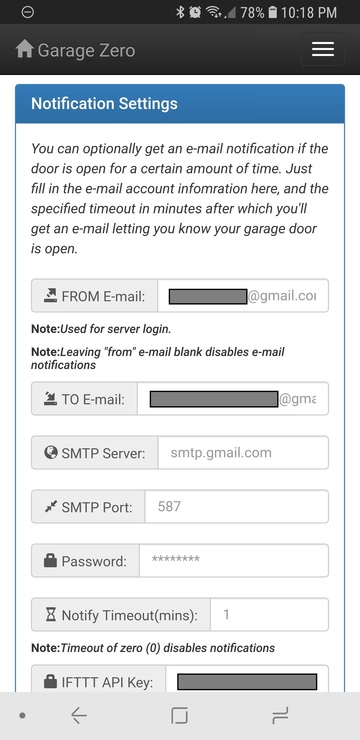 78% 10:18 PM
Garage Zero
Notification Settings
You can optionally get an e-mail notification if the
door is open for a certain amount of time. Just
fill in the e-mail account infomration here, and the
specified timeout in minutes after which you'll
get an e-mail letting you know your garage door
is open.
FROM E-mail: @gmail.co
Note:Used for server login.
Note:Leaving "from" e-mail blank disables e-mail
notifications
TO E-mail: @gma
SMTP Server: smtp.gmail.com
SMTP Port: 587
Password: ********
Notify Timeout(mins): 1
Note:Timeout of zero (0) disables notifications
IFTTT API Key: